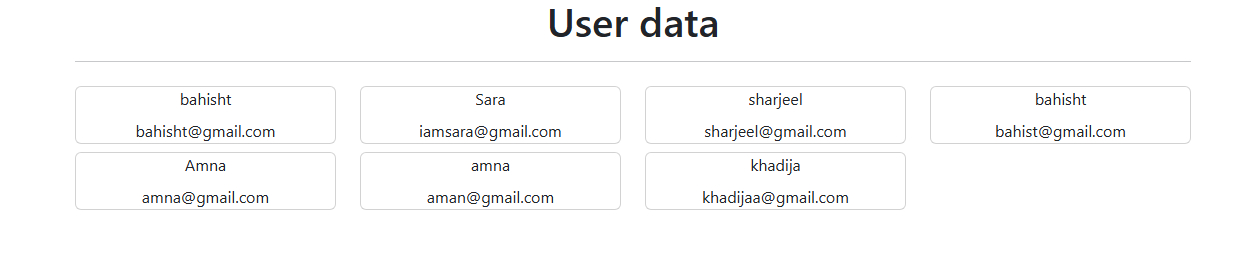 User data
bahisht
bahisht@gmail.com
Sara
iamsara@gmail.com
sharjeel
sharjeel@gmail.com
bahisht
bahist@gmail.com
Amna
amna@gmail.com
amna
aman@gmail.com
khadija
khadijaa@gmail.com